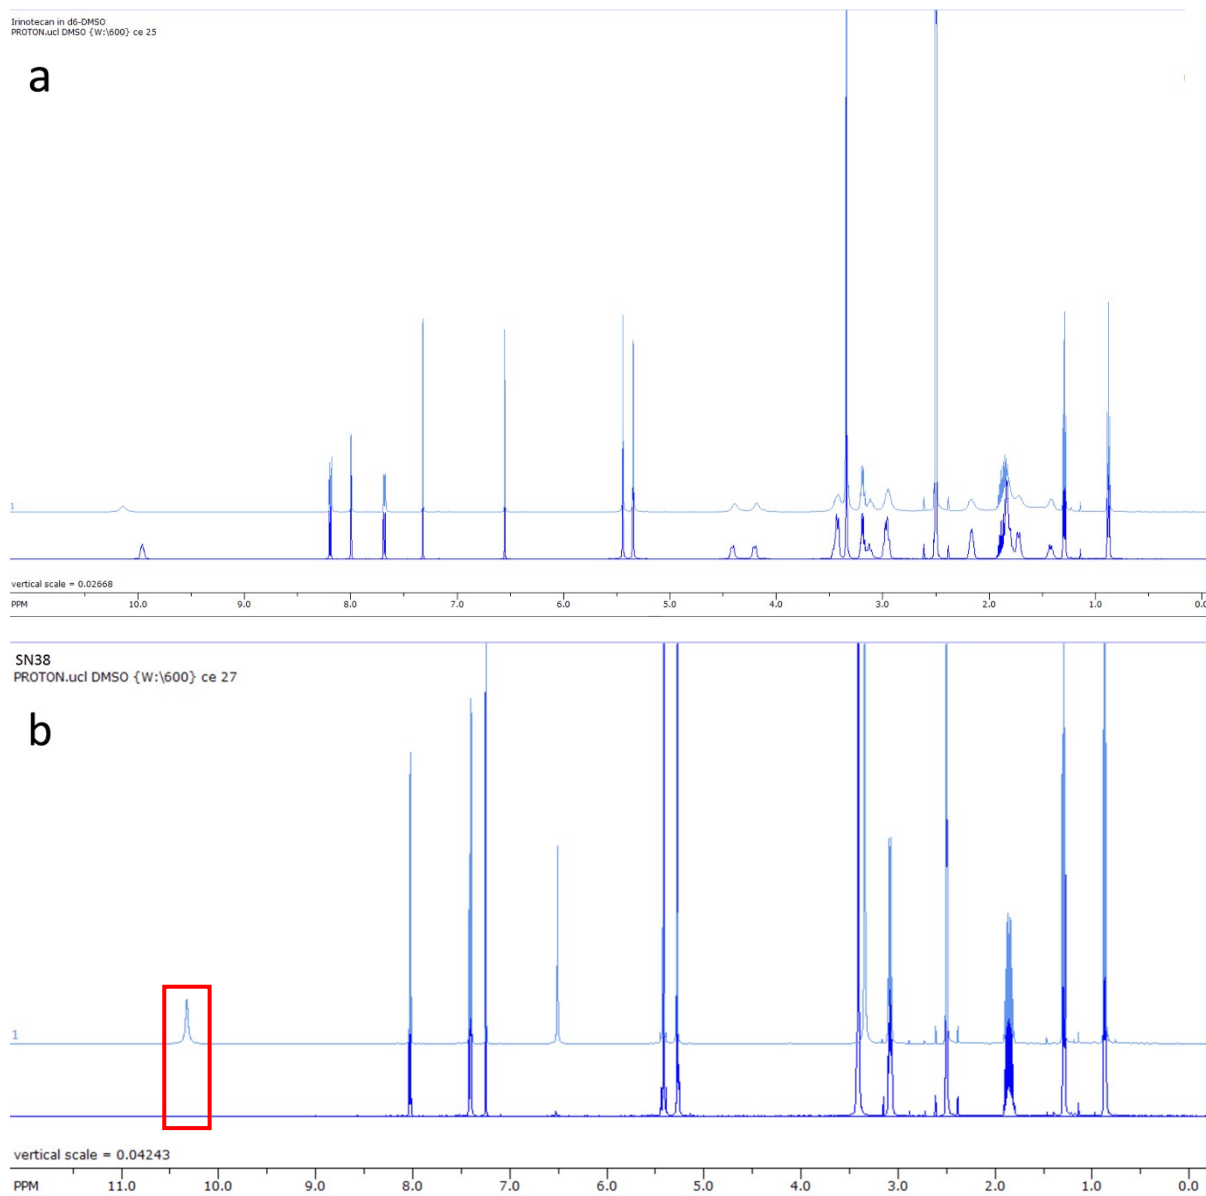 Irinotecan in d6-DMSO
PROTON.ucl DMSO {W:\600} ce 25
a
1
vertical scale = 0.02668
PPM 10.0 9.0 8.0 7.0 6.0 5.0 4.0 3.0 2.0 1.0 0.0
SN38
PROTON.ucl DMSO {W:\600} ce 27
b
1
vertical scale = 0.04243
PPM 11.0 10.0 9.0 8.0 7.0 6.0 5.0 4.0 3.0 2.0 1.0 0.0